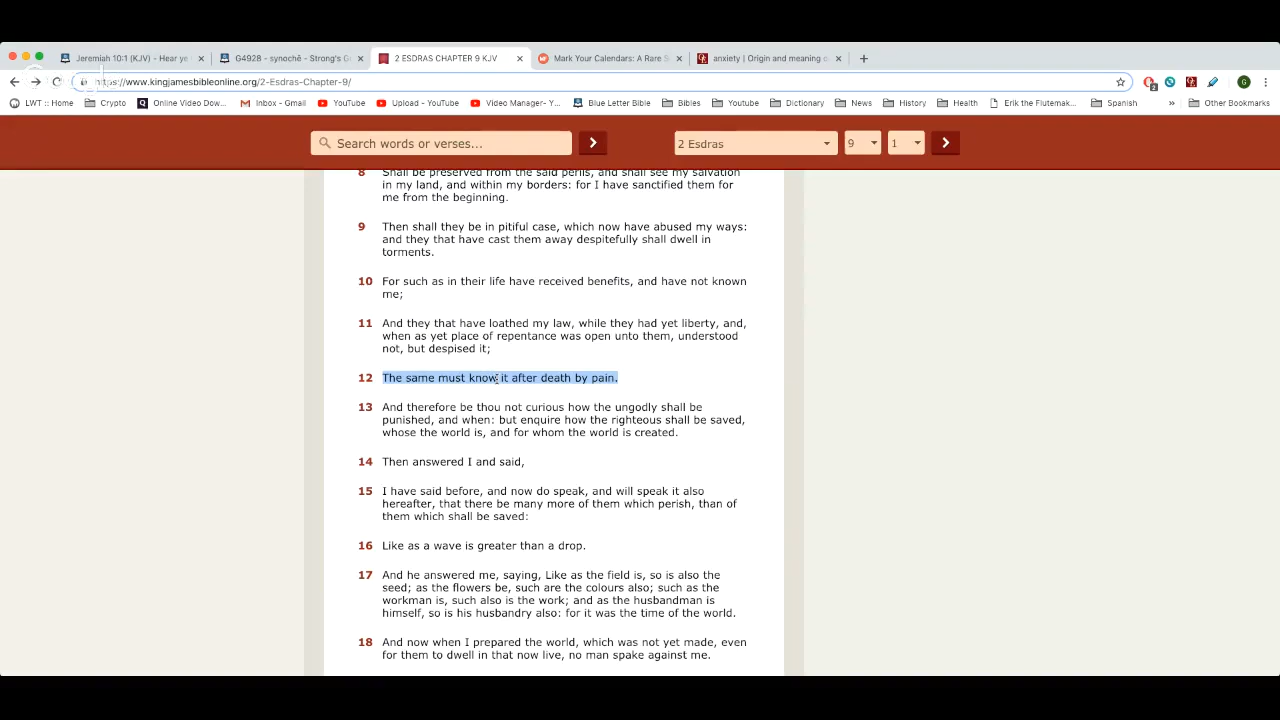 Jeremiah 10:1 (KJV) - Hear ye
G4928 - synochē - Strong's G
2 ESDRAS CHAPTER 9 KJV
Mark Your Calendars: A Rare S
anxiety | Origin and meaning o
https://www.kingjamesbibleonline.org/2-Esdras-Chapter-9/
G
LWT :: Home
Crypto
Online Video Dow...
Inbox - Gmail
YouTube
Upload - YouTube
Video Manager- Y...
Blue Letter Bible
Bibles
Youtube
Dictionary
News
History
Health
Erik the Flutemak...
Spanish
»
Other Bookmarks
Search words or verses...
2 Esdras
9
1
8 Shall be preserved from the said perils, and shall see my salvation
in my land, and within my borders: for I have sanctified them for
me from the beginning.
9 Then shall they be in pitiful case, which now have abused my ways:
and they that have cast them away despitefully shall dwell in
torments.
10 For such as in their life have received benefits, and have not known
me;
11 And they that have loathed my law, while they had yet liberty, and,
when as yet place of repentance was open unto them, understood
not, but despised it;
12 The same must know it after death by pain.
13 And therefore be thou not curious how the ungodly shall be
punished, and when: but enquire how the righteous shall be saved,
whose the world is, and for whom the world is created.
14 Then answered I and said,
15 I have said before, and now do speak, and will speak it also
hereafter, that there be many more of them which perish, than of
them which shall be saved:
16 Like as a wave is greater than a drop.
17 And he answered me, saying, Like as the field is, so is also the
seed; as the flowers be, such are the colours also; such as the
workman is, such also is the work; and as the husbandman is
himself, so is his husbandry also: for it was the time of the world.
18 And now when I prepared the world, which was not yet made, even
for them to dwell in that now live, no man spake against me.